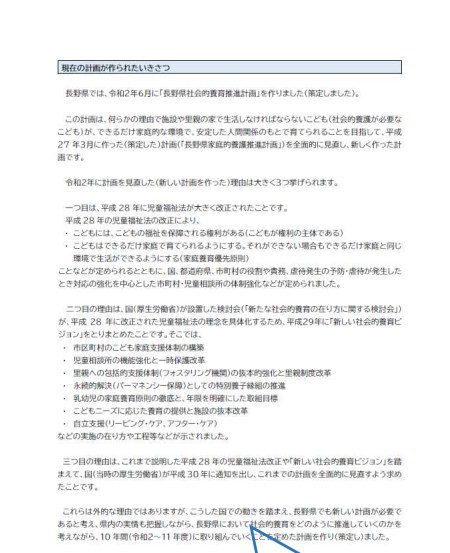 現在の計画が作られたいきさつ
長野県では、令和2年6月に「長野県社会的養育推進計画」を作りました(策定しました)。
この計画は、何らかの理由で施設や里親の家で生活しなければならないこども(社会的養護が必要な
こども)が、できるだけ家庭的な環境で、安定した人間関係のもとで育てられることを目指して、平成
27 年3月に作った(策定した)計画(「長野県家庭的養護推進計画」)を全面的に見直し、新しく作った計
画です。
令和2年に計画を見直した(新しい計画を作った)理由は大きく3つ挙げられます。
一つ目は、平成 28 年に児童福祉法が大きく改正されたことです。
平成 28 年の児童福祉法の改正により、
・ こどもには、こどもの福祉を保障される権利がある(こどもが権利の主体である)
・ こどもはできるだけ家庭で育てられるようにする。それができない場合もできるだけ家庭と同じ
環境で生活ができるようにする(家庭養育優先原則)
ことなどが定められるとともに、国、都道府県、市町村の役割や責務、虐待発生の予防・虐待が発生した
とき対応の強化を中心とした市町村・児童相談所の体制強化などが定められました。
二つ目の理由は、国(厚生労働省)が設置した検討会(「新たな社会的養育の在り方に関する検討会」)
が、平成 28 年に改正された児童福祉法の理念を具体化するため、平成29年に「新しい社会的養育ビ
ジョン」をとりまとめたことです。そこでは、
・ 市区町村のこども家庭支援体制の構築
・ 児童相談所の機能強化と一時保護改革
・ 里親への包括的支援体制(フォスタリング機関)の抜本的強化と里親制度改革
・ 永続的解決(パーマネンシー保障)としての特別養子縁組の推進
・ 乳幼児の家庭養育原則の徹底と、年限を明確にした取組目標
・ こどもニーズに応じた養育の提供と施設の抜本改革
・ 自立支援(リービング・ケア、アフター・ケア)
などの実施の在り方や工程等などが示されました。
三つ目の理由は、これまで説明した平成 28 年の児童福祉法改正や「新しい社会的養育ビジョン」を踏
まえて、国(当時の厚生労働省)が平成 30 年に通知を出し、これまでの計画を全面的に見直すよう求め
たことです。
これらは外的な理由ではありますが、こうした国での動きを踏まえ、長野県でも新しい計画が必要で
あると考え、県内の実情も把握しながら、長野県において社会的養育をどのように推進していくのかを
考えながら、10 年間(令和2~11 年度)に取り組んでいくことも定めた計画を作り(策定し)ました。